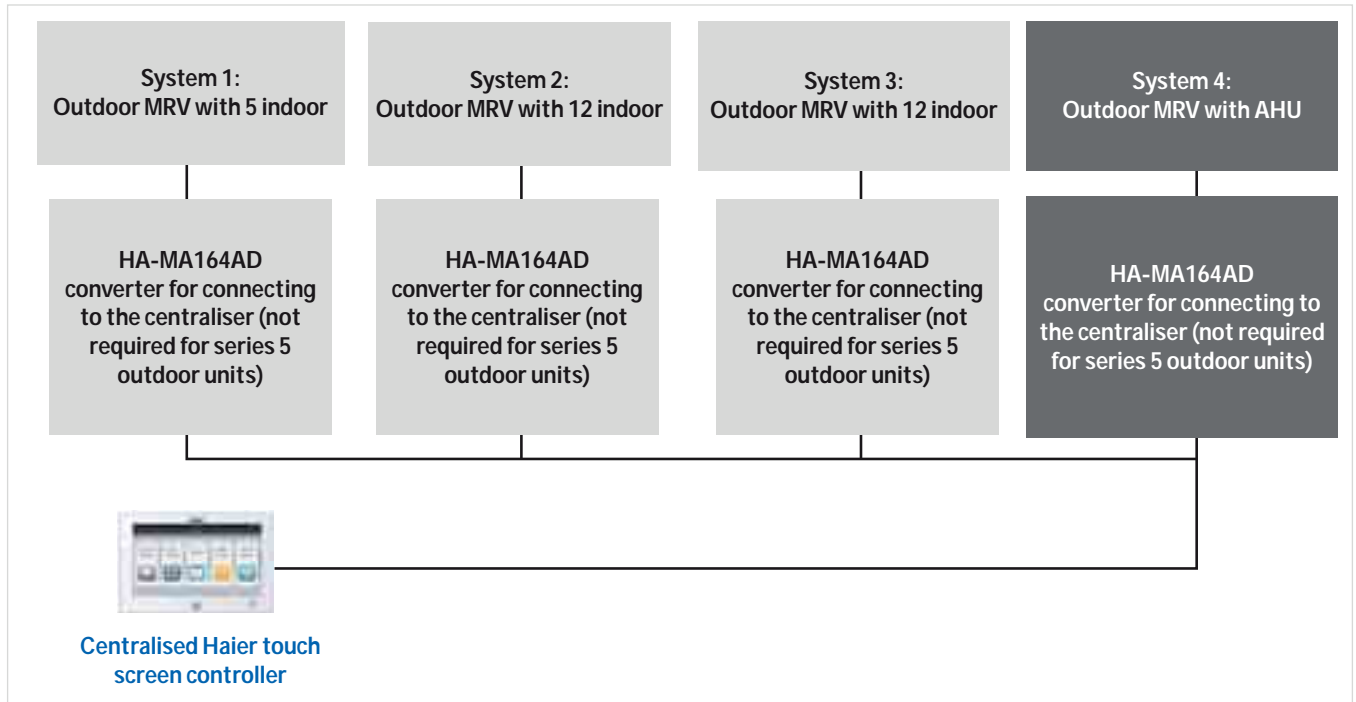 System 1:
Outdoor MRV with 5 indoor
System 2:
Outdoor MRV with 12 indoor
System 3:
Outdoor MRV with 12 indoor
System 4:
Outdoor MRV with AHU
HA-MA164AD
converter for connecting
to the centraliser (not
required for series 5
outdoor units)
HA-MA164AD
converter for connecting
to the centraliser (not
required for series 5
outdoor units)
HA-MA164AD
converter for connecting
to the centraliser (not
required for series 5
outdoor units)
HA-MA164AD
converter for connecting to
the centraliser (not required
for series 5 outdoor units)
Centralised Haier touch
screen controller